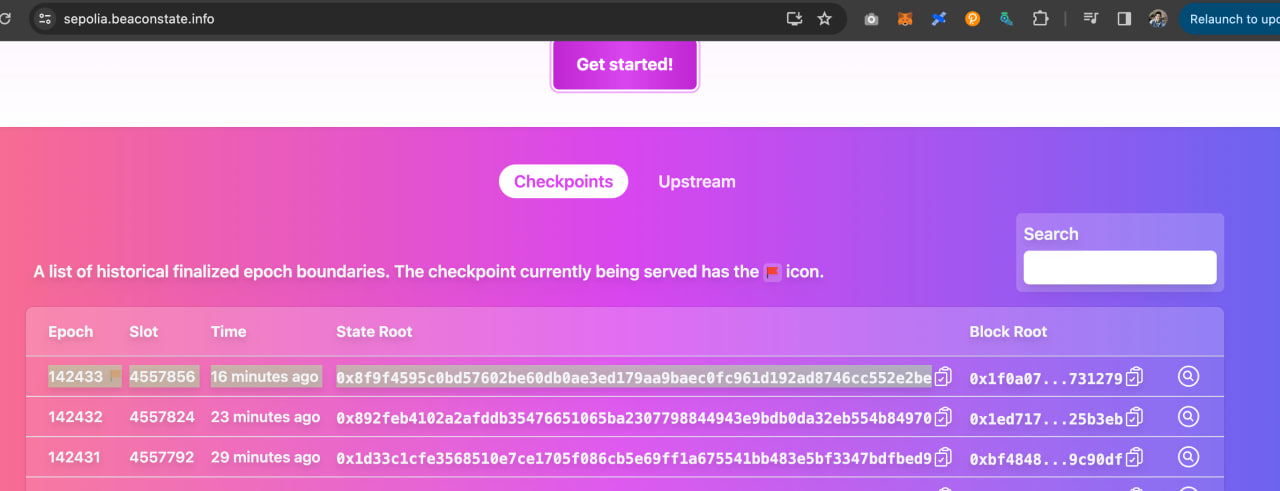 sepolia.beaconstate.info
Relaunch to upd
Get started!
Checkpoints Upstream
Search
A list of historical finalized epoch boundaries. The checkpoint currently being served has the icon.
Epoch Slot Time State Root Block Root
142433 4557856 16 minutes ago 0x8f9f4595c0bd57602be60db0ae3ed179aa9baec0fc961d192ad8746cc552e2be 0x1f0a07...731279
142432 4557824 23 minutes ago 0x892feb4102a2afddb35476651065ba2307798844943e9bdb0da32eb554b84970 0x1ed717...25b3eb
142431 4557792 29 minutes ago 0x1d33c1cfe3568510e7ce1705f086cb5e69ff1a675541bb483e5bf3347bdfbed9 0xbf4848...9c90df